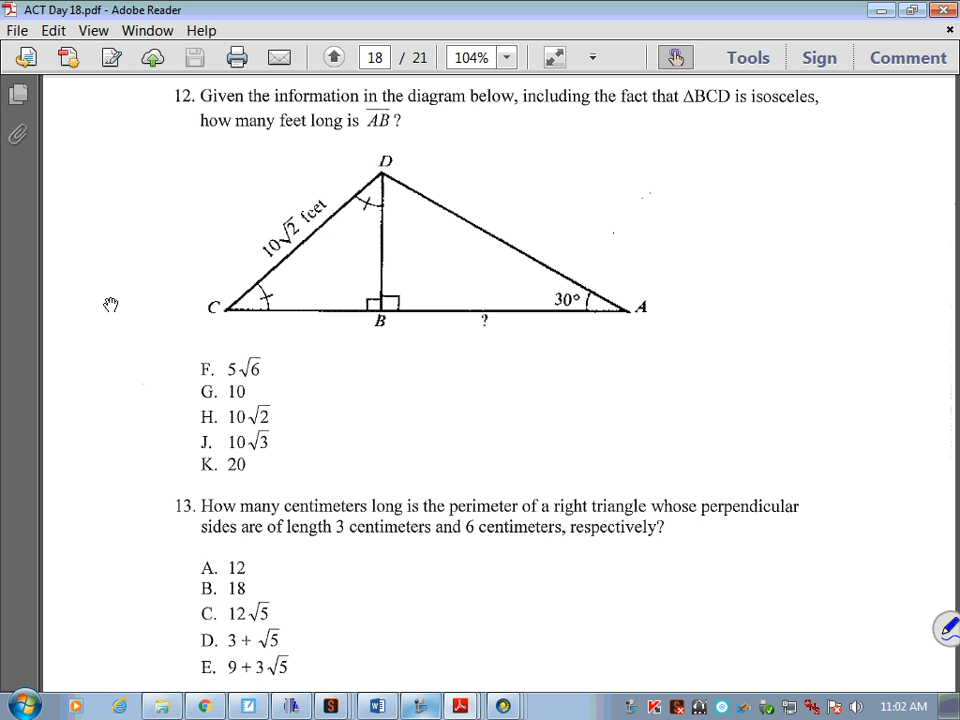 ACT Day 18.pdf - Adobe Reader
File Edit View Window Help
18 / 21 104% Tools Sign Comment
12. Given the information in the diagram below, including the fact that ΔBCD is isosceles,
how many feet long is AB ?
D
10√2 feet
C
30°
A
B
?
F. 5√6
G. 10
H. 10√2
J. 10√3
K. 20
13. How many centimeters long is the perimeter of a right triangle whose perpendicular
sides are of length 3 centimeters and 6 centimeters, respectively?
A. 12
B. 18
C. 12√5
D. 3 + √5
E. 9 + 3√5
11:02 AM